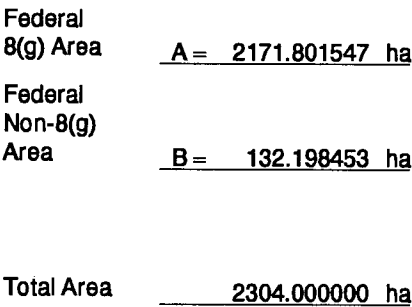 Federal
8(g) Area A = 2171.801547 ha
Federal
Non-8(g)
Area B = 132.198453 ha
Total Area 2304.000000 ha